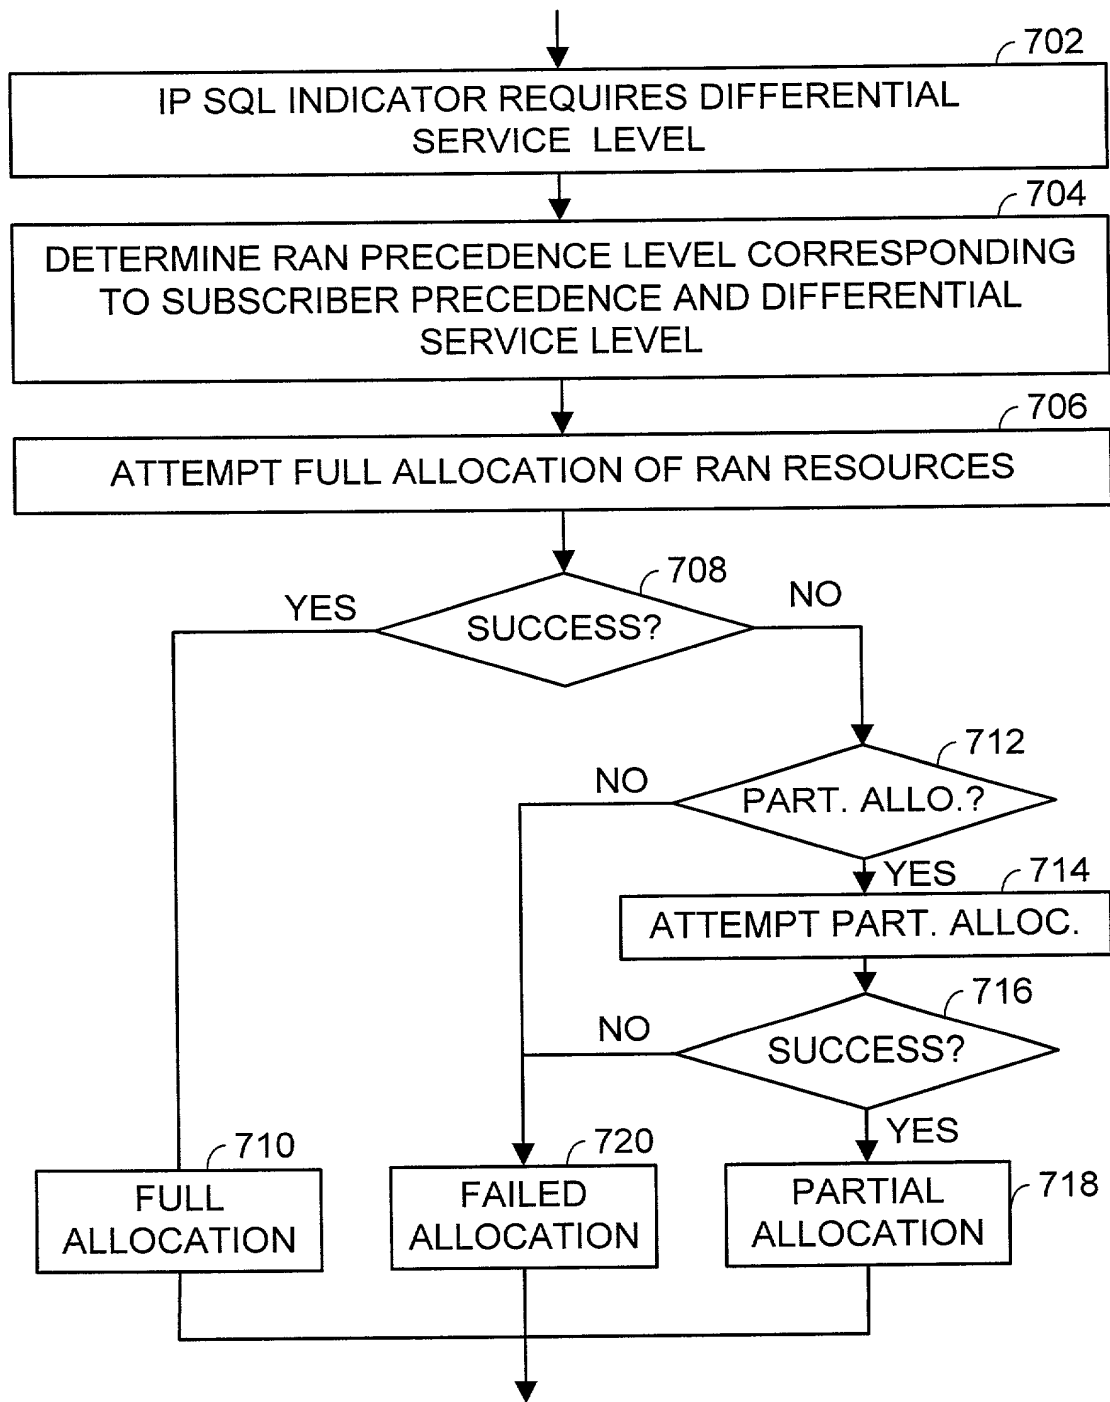 702
IP SQL INDICATOR REQUIRES DIFFERENTIAL
SERVICE LEVEL
704
DETERMINE RAN PRECEDENCE LEVEL CORRESPONDING
TO SUBSCRIBER PRECEDENCE AND DIFFERENTIAL
SERVICE LEVEL
706
ATTEMPT FULL ALLOCATION OF RAN RESOURCES
708
YES
NO
SUCCESS?
712
NO
PART. ALLO.?
YES
714
ATTEMPT PART. ALLOC.
716
NO
SUCCESS?
YES
710
FULL
ALLOCATION
720
FAILED
ALLOCATION
PARTIAL
ALLOCATION
718